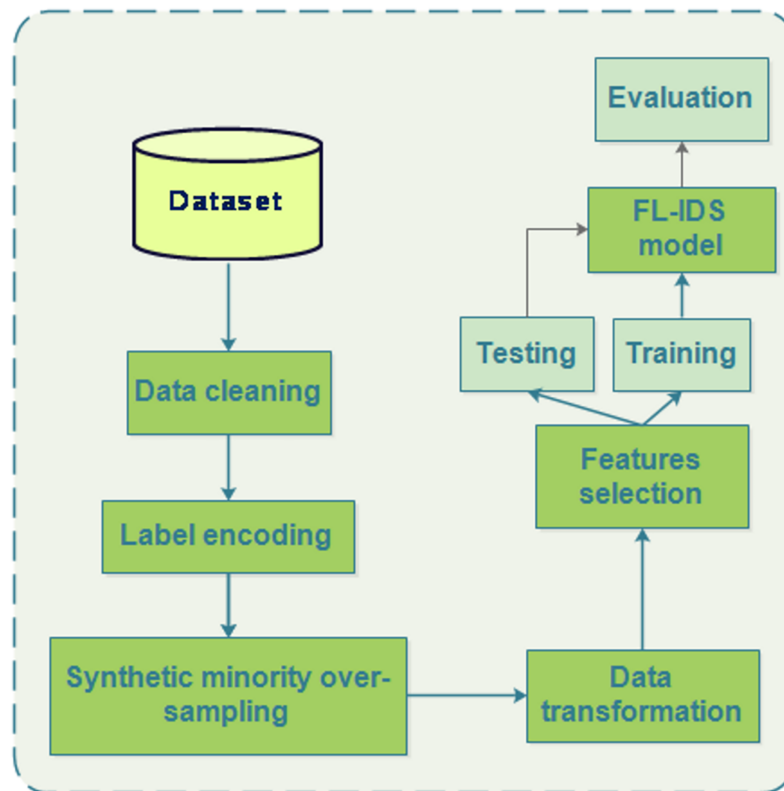 Dataset
Data cleaning
Label encoding
Synthetic minority over-
sampling
Data
transformation
Features
selection
Testing
Training
FL-IDS
model
Evaluation